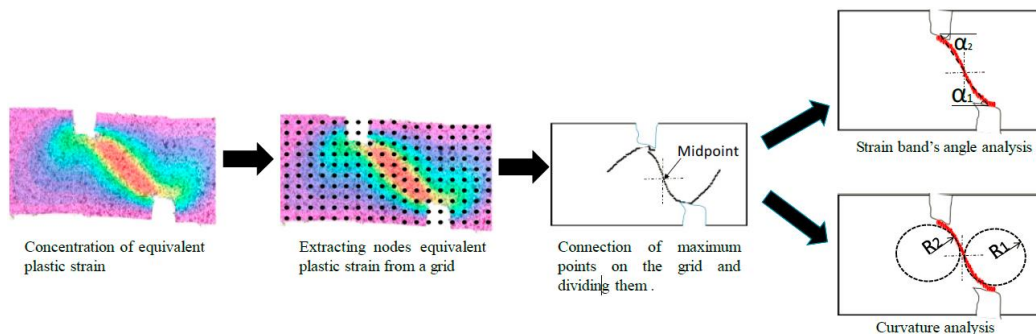 Concentration of equivalent
plastic strain
Extracting nodes equivalent
plastic strain from a grid
Midpoint
Connection of maximum
points on the grid and
dividing them .
α2
α1
Strain band's angle analysis
R2
R1
Curvature analysis